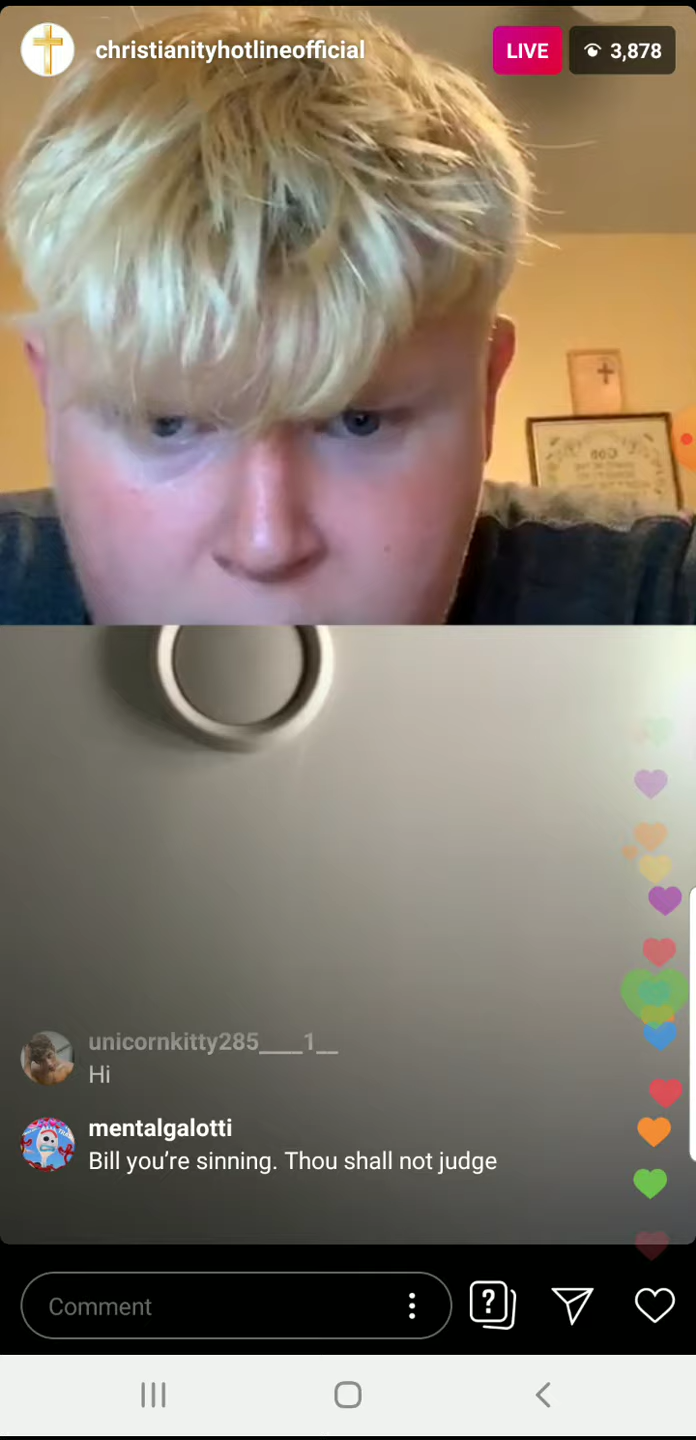 christianityhotlineofficial
LIVE
3,878
unicornkitty285____1__
Hi
mentalgalotti
Bill you're sinning. Thou shall not judge
Comment
?